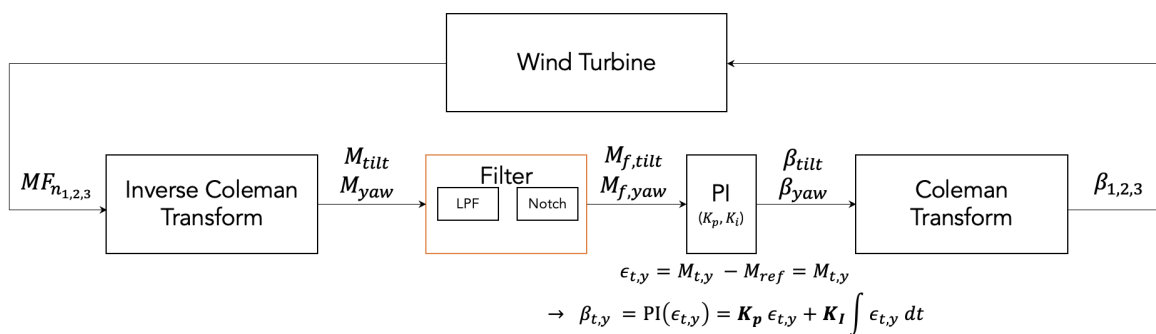 Wind Turbine
MF_{n_{1,2,3}}
Inverse Coleman
Transform
M_{tilt}
M_{yaw}
Filter
LPF
Notch
M_{f,tilt}
M_{f,yaw}
PI
(K_p, K_i)
β_{tilt}
β_{yaw}
Coleman
Transform
β_{1,2,3}
ϵ_{t,y} = M_{t,y} − M_{ref} = M_{t,y}
→ β_{t,y} = PI(ϵ_{t,y}) = K_p ϵ_{t,y} + K_I ∫ ϵ_{t,y} dt